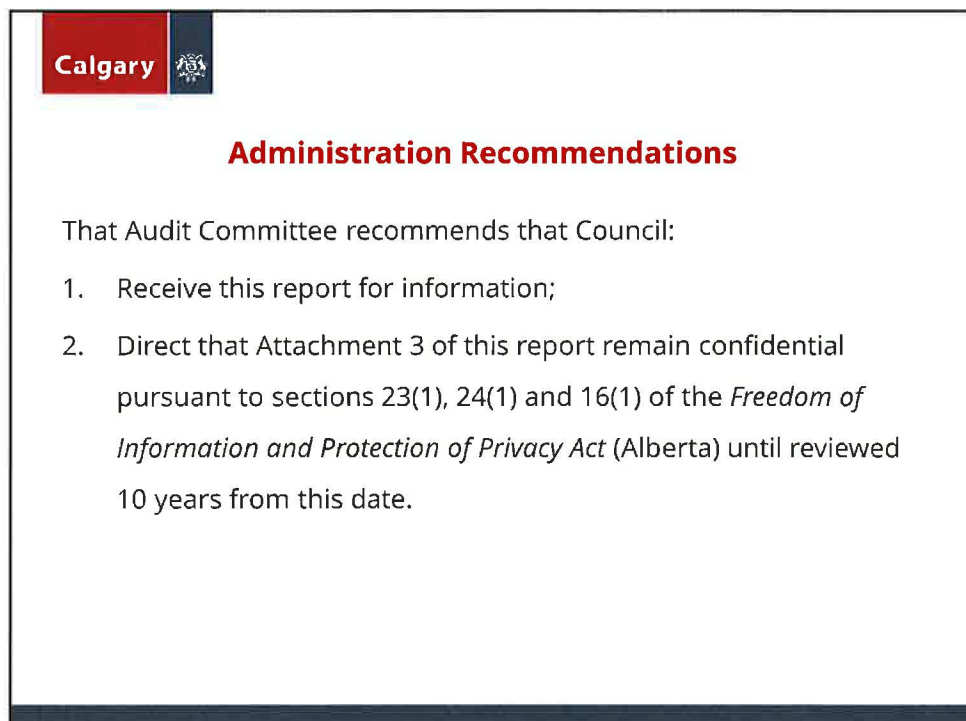 Calgary
Administration Recommendations
That Audit Committee recommends that Council:
1. Receive this report for information;
2. Direct that Attachment 3 of this report remain confidential
pursuant to sections 23(1), 24(1) and 16(1) of the Freedom of
Information and Protection of Privacy Act (Alberta) until reviewed
10 years from this date.